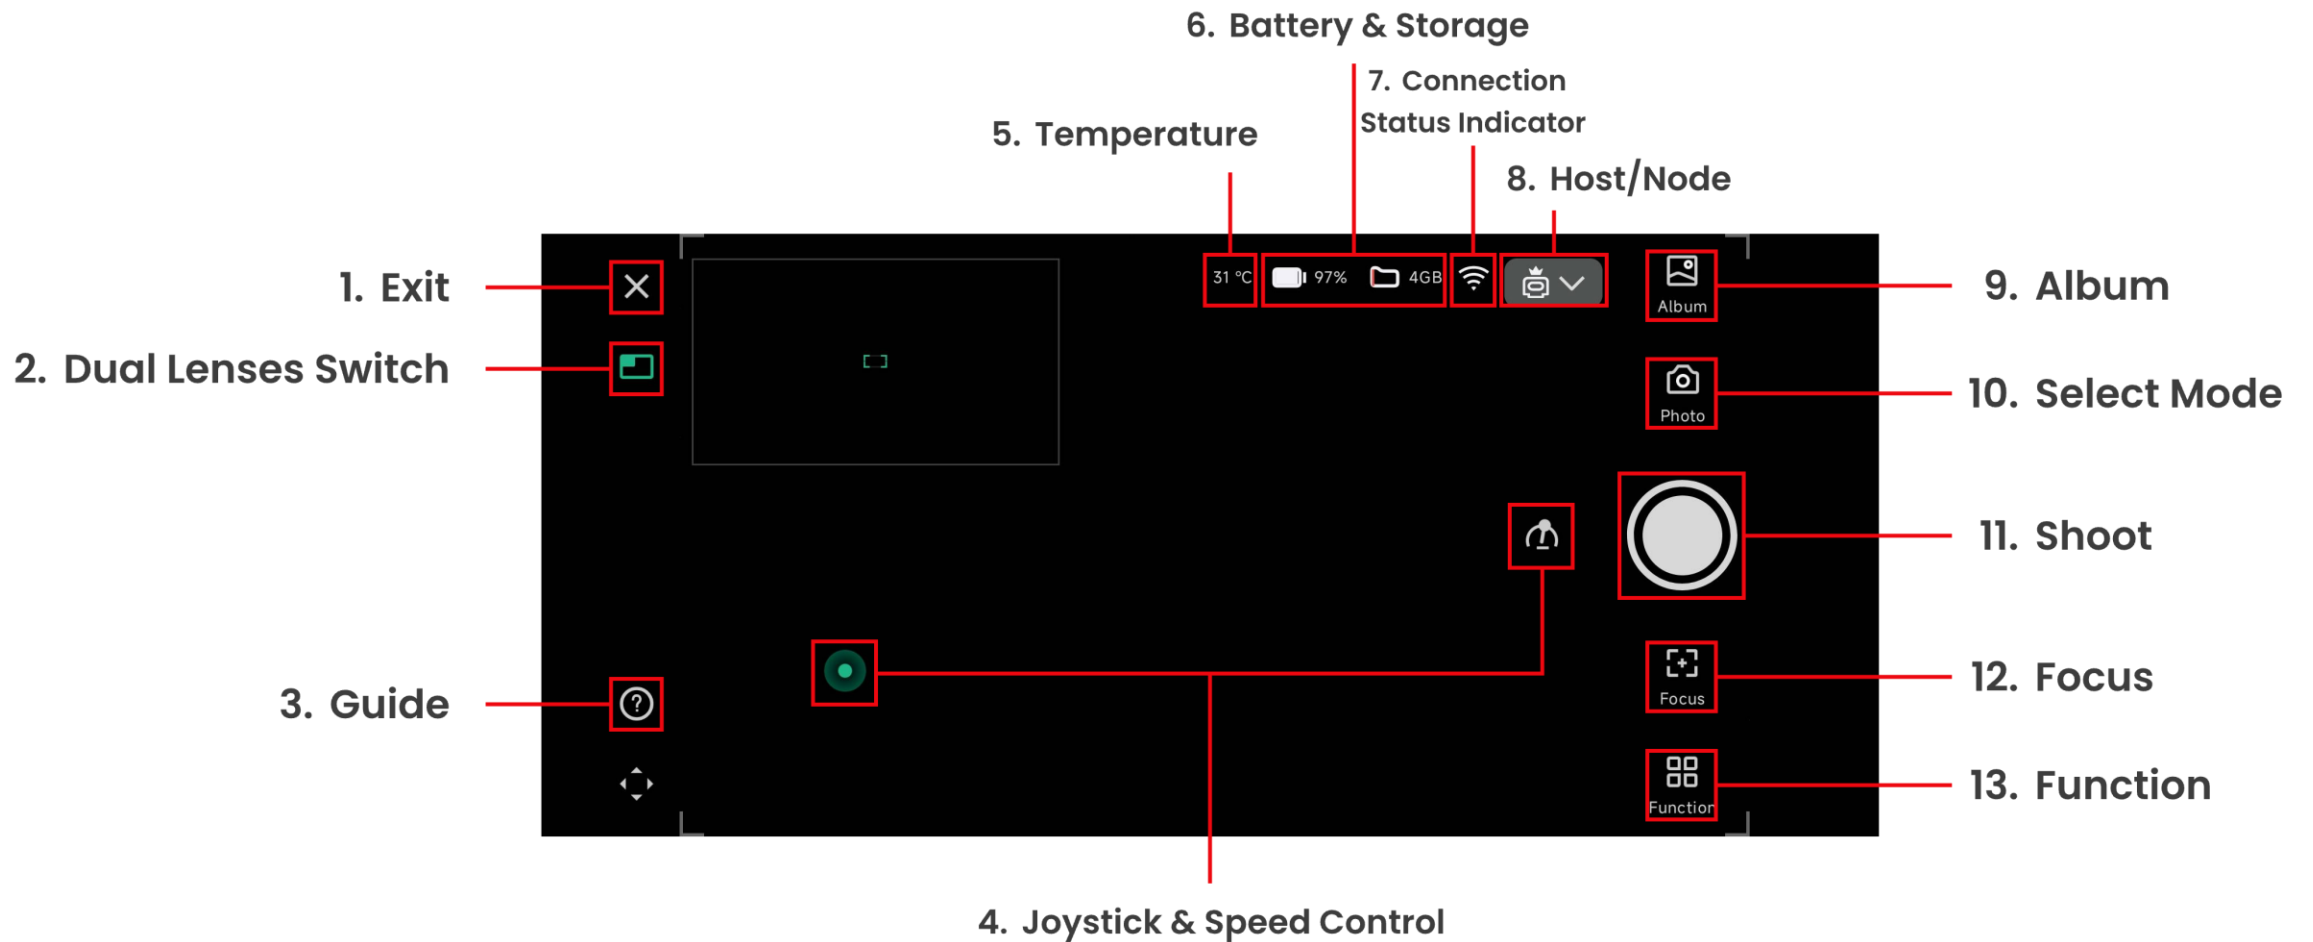 6. Battery & Storage
7. Connection
Status Indicator
5. Temperature
8. Host/Node
1. Exit
2. Dual Lenses Switch
3. Guide
31 °C
97%
4GB
Album
Photo
Focus
Function
9. Album
10. Select Mode
11. Shoot
12. Focus
13. Function
4. Joystick & Speed Control